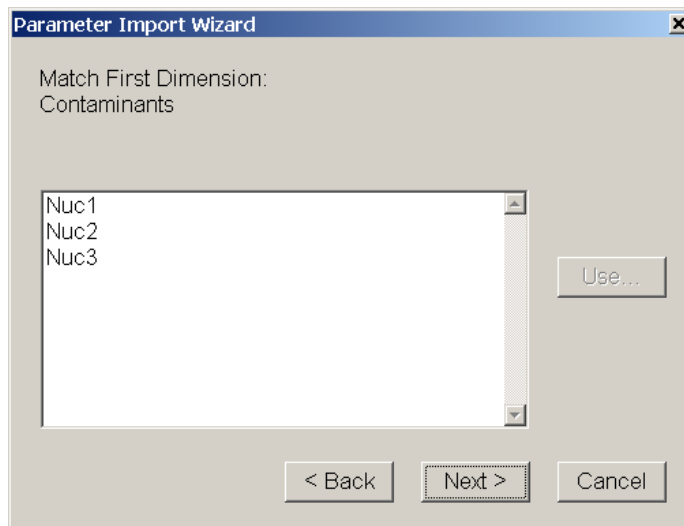 Parameter Import Wizard
Match First Dimension:
Contaminants
Nuc1
Nuc2
Nuc3
Use...
< Back
Next >
Cancel